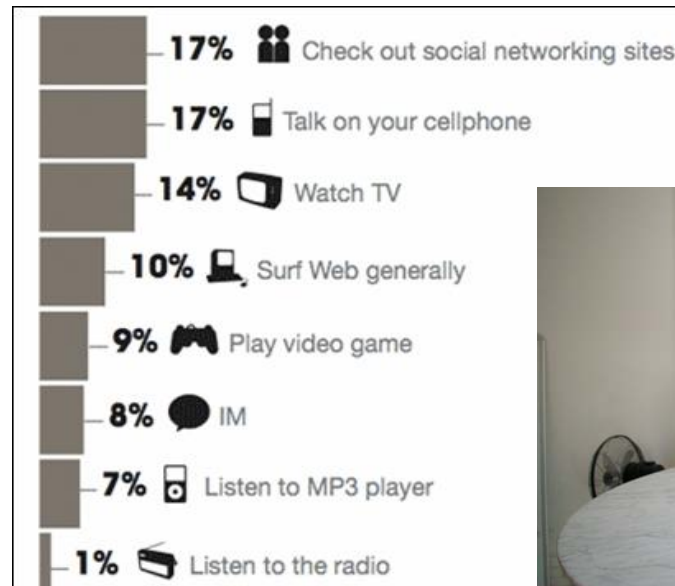 17% Check out social networking sites
17% Talk on your cellphone
14% Watch TV
10% Surf Web generally
9% Play video game
8% IM
7% Listen to MP3 player
1% Listen to the radio